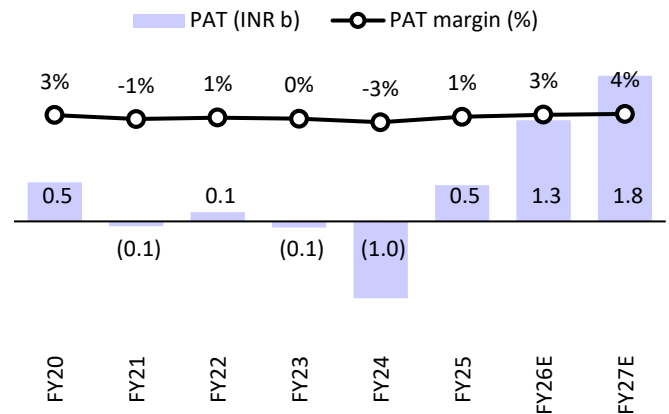 PAT (INR b) PAT margin (%)
3% -1% 1% 0% -3% 1% 3% 4%
0.5 (0.1) 0.1 (0.1) (1.0) 0.5 1.3 1.8
FY20 FY21 FY22 FY23 FY24 FY25 FY26E FY27E